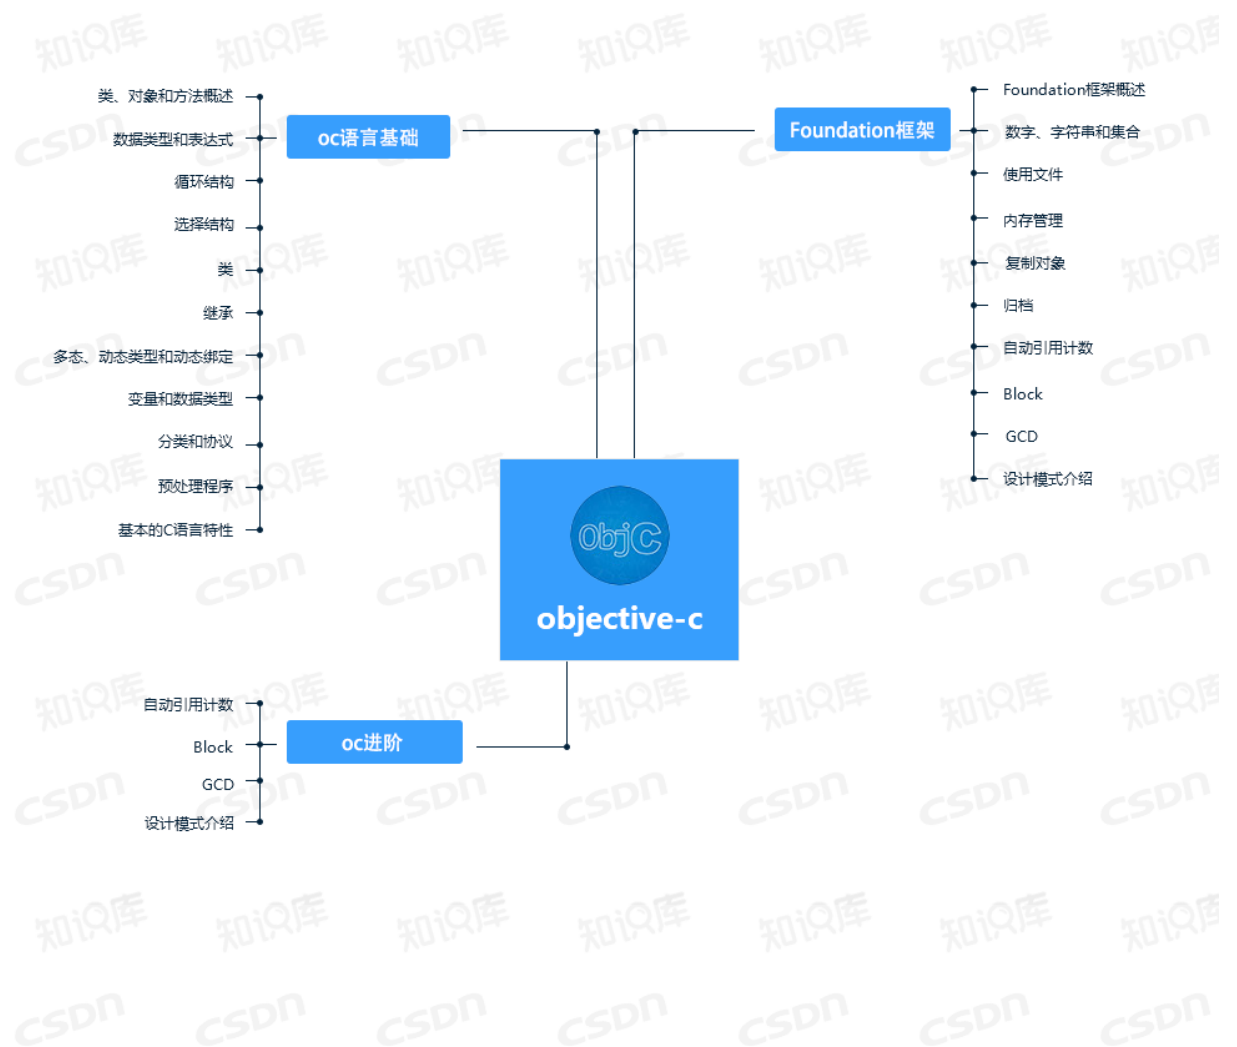 oc语言基础
类、对象和方法概述
数据类型和表达式
循环结构
选择结构
类
继承
多态、动态类型和动态绑定
变量和数据类型
分类和协议
预处理程序
基本的C语言特性
Foundation框架
Foundation框架概述
数字、字符串和集合
使用文件
内存管理
复制对象
归档
自动引用计数
Block
GCD
设计模式介绍
ObjC
objective-c
oc进阶
自动引用计数
Block
GCD
设计模式介绍
知识库
CSDN